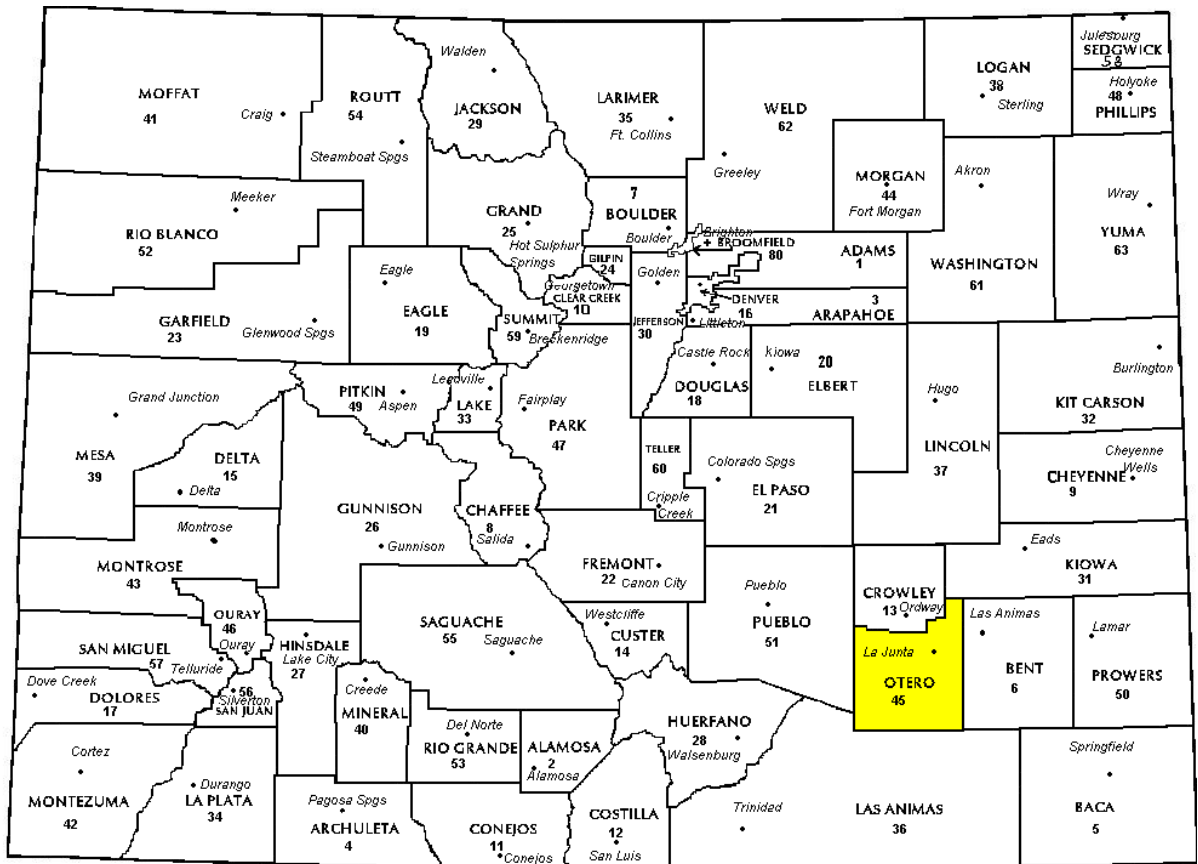 Julesburg
SEDGWICK
58
Walden
LOGAN
38
Sterling
Holyoke
48
PHILLIPS
MOFFAT
41
Craig
ROUTT
54
Steamboat Spgs
JACKSON
29
LARIMER
35
Ft. Collins
WELD
62
Greeley
MORGAN
44
Fort Morgan
Akron
WASHINGTON
61
Wray
YUMA
63
Meeker
RIO BLANCO
52
GRAND
25
Hot Sulphur
Springs
7
BOULDER
Boulder
Brighton
+ BROOMFIELD
80
ADAMS
1
GILPIN
24
Golden
Georgetown
CLEAR CREEK
10
DENVER
16
3
ARAPAHOE
Littleton
JEFFERSON
30
Eagle
EAGLE
19
SUMMIT
59
Breckenridge
GARFIELD
23
Glenwood Spgs
Castle Rock
DOUGLAS
18
Kiowa
20
ELBERT
Hugo
LINCOLN
37
Burlington
KIT CARSON
32
Grand Junction
MESA
39
PITKIN
49
Aspen
Leadville
LAKE
33
Fairplay
PARK
47
TELLER
60
Cripple
Creek
Colorado Spgs
EL PASO
21
Cheyenne
Wells
CHEYENNE
9
DELTA
15
Delta
GUNNISON
26
Gunnison
CHAFFEE
8
Salida
Montrose
MONTROSE
43
FREMONT
22
Canon City
Pueblo
PUEBLO
51
Eads
KIOWA
31
CROWLEY
13
Ordway
OURAY
46
Ouray
SAN MIGUEL
57
Telluride
HINSDALE
Lake City
27
SAGUACHE
55
Saguache
Westcliffe
CUSTER
14
La Junta
OTERO
45
Las Animas
BENT
6
Lamar
PROWERS
50
Dove Creek
DOLORES
17
56
Silverton
SAN JUAN
Creede
MINERAL
40
Del Norte
RIO GRANDE
53
ALAMOSA
2
Alamosa
HUERFANO
28
Walsenburg
Cortez
MONTEZUMA
42
Durango
LA PLATA
34
Pagosa Spgs
ARCHULETA
4
CONEJOS
11
Conejos
COSTILLA
12
San Luis
Trinidad
LAS ANIMAS
36
Springfield
BACA
5